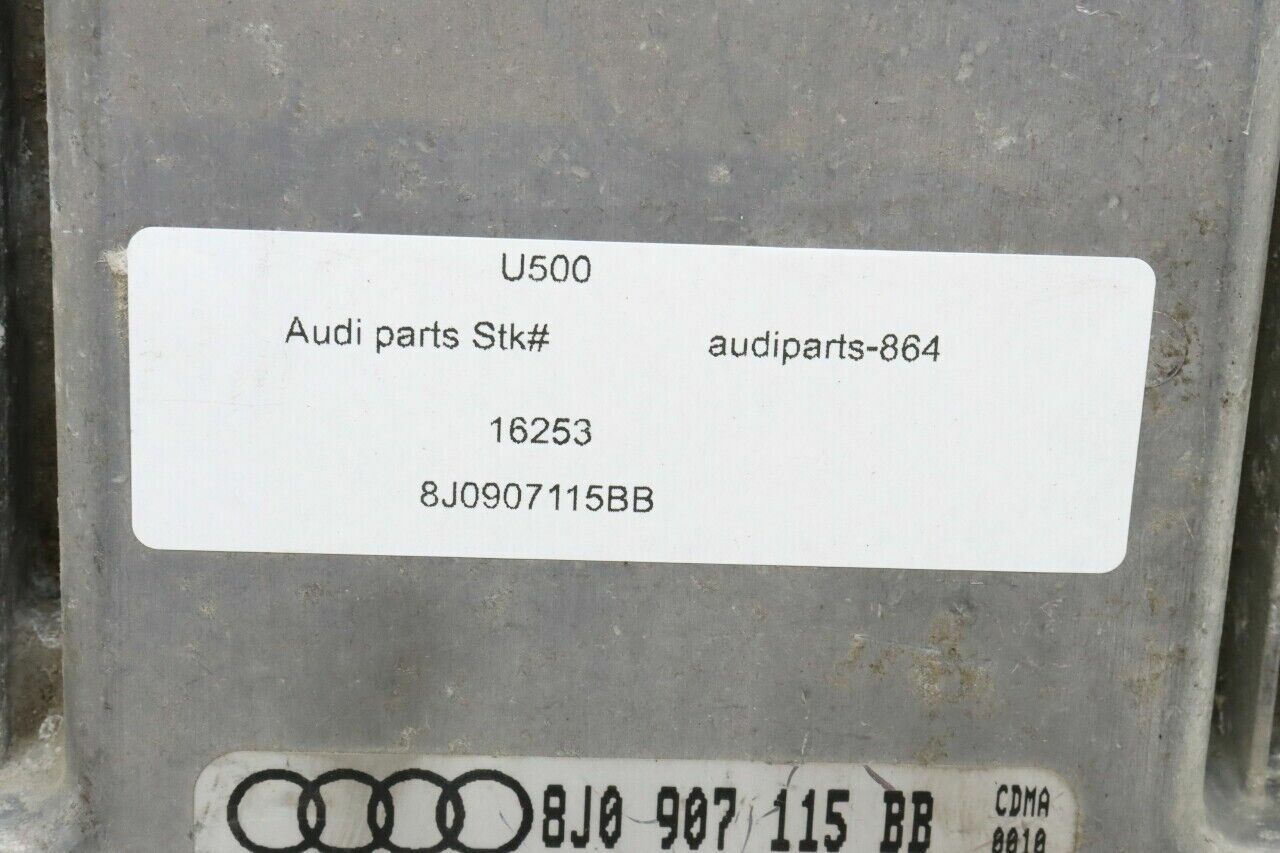 U500
Audi parts Stk# audiparts-864
16253
8J0907115BB
8J0 907 115 BB CDMA
0010